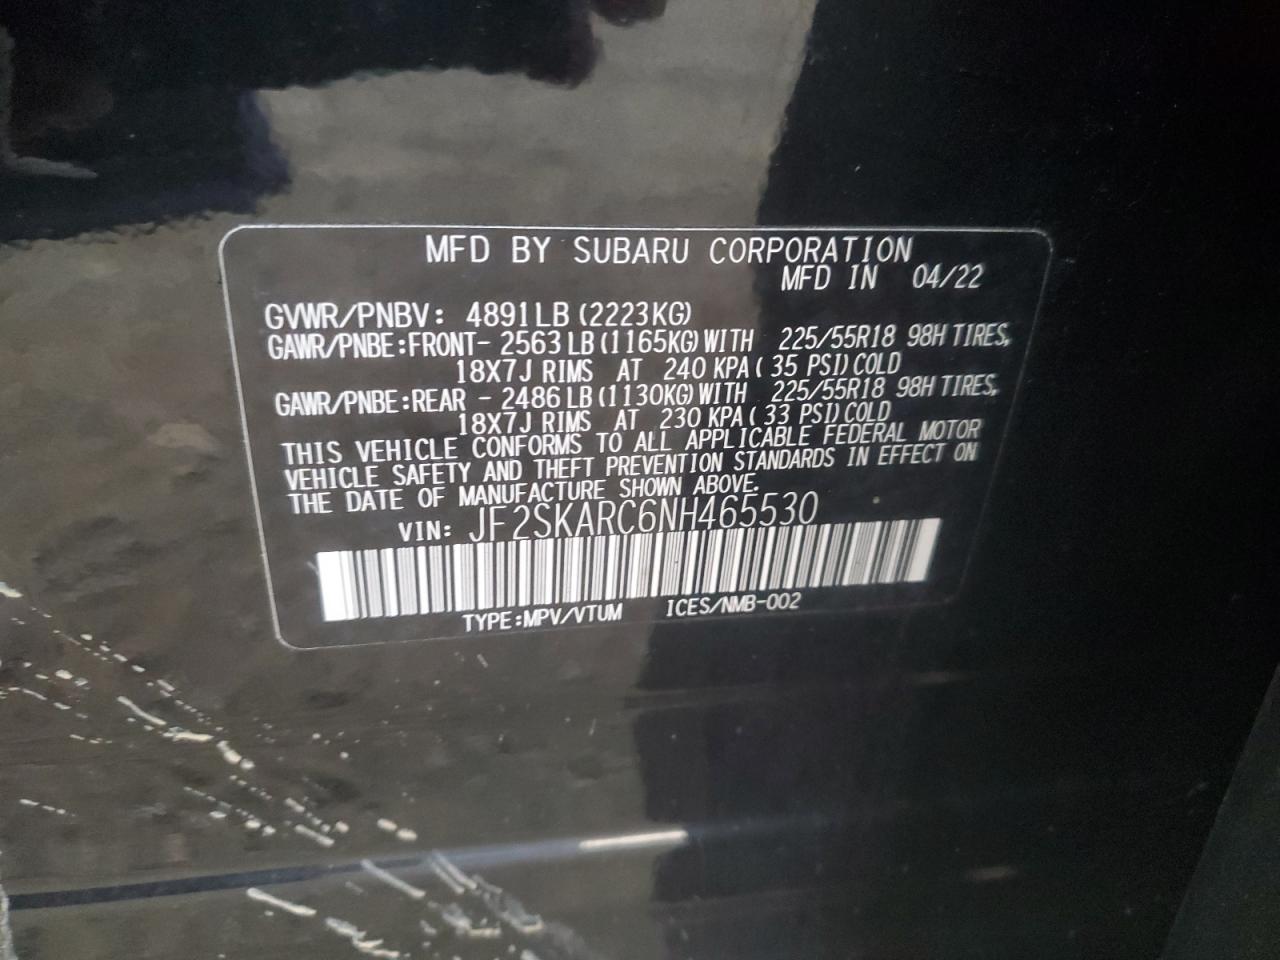 MFD BY SUBARU CORPORATION
MFD IN 04/22
GVWR/PNBV: 4891LB (2223KG)
GAWR/PNBE:FRONT- 2563LB (1165KG) WITH 225/55R18 98H TIRES,
18X7J RIMS AT 240 KPA ( 35 PSI) COLD
GAWR/PNBE:REAR - 2486LB (1130KG) WITH 225/55R18 98H TIRES,
18X7J RIMS AT 230 KPA ( 33 PSI) COLD
THIS VEHICLE CONFORMS TO ALL APPLICABLE FEDERAL MOTOR
VEHICLE SAFETY AND THEFT PREVENTION STANDARDS IN EFFECT ON
THE DATE OF MANUFACTURE SHOWN ABOVE.
VIN: JF2SKARC6NH465530
TYPE:MPV/VTUM ICES/NMB-002